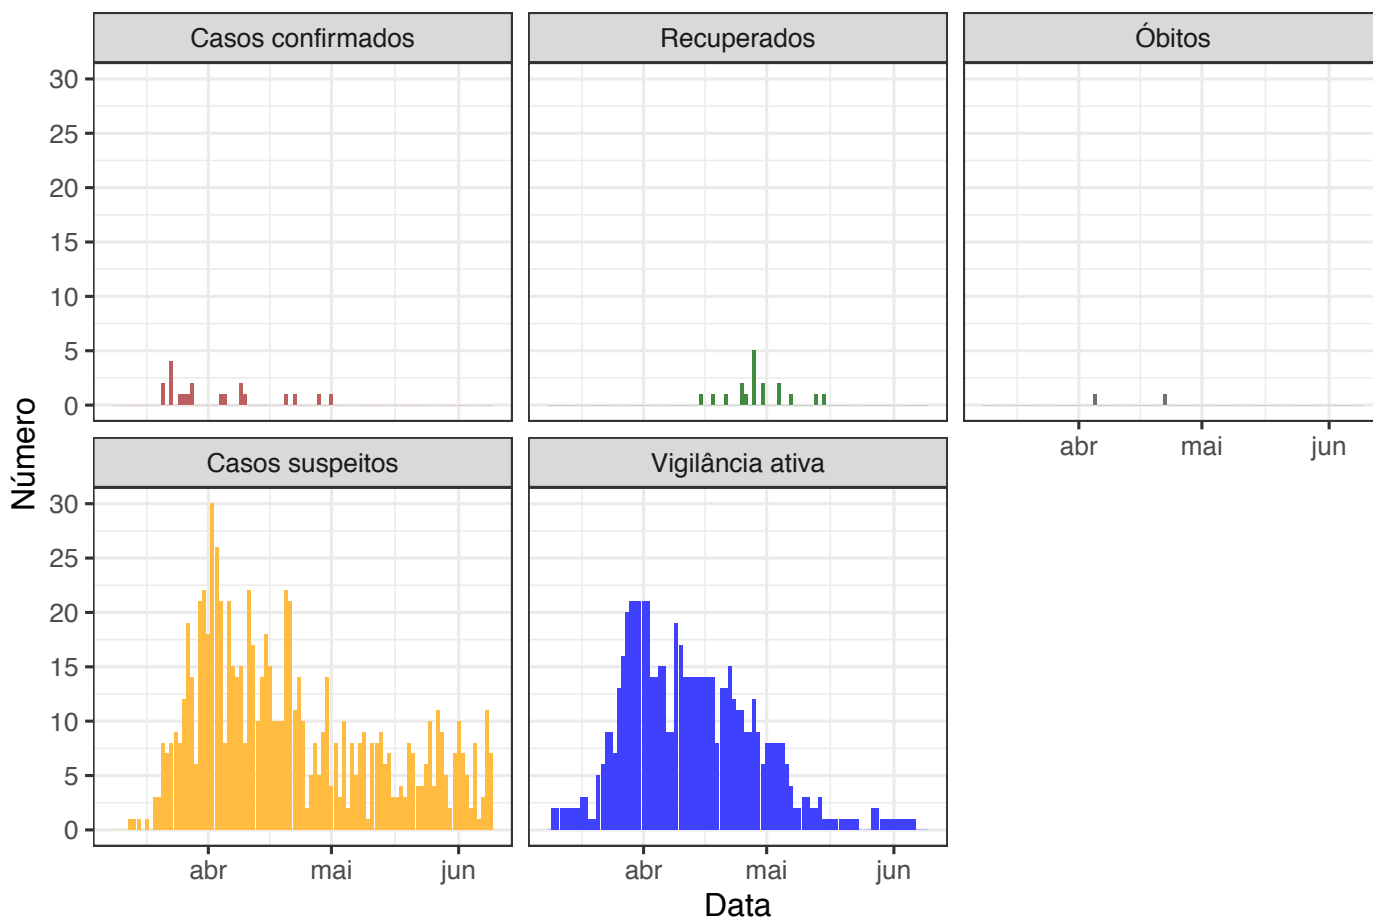 Casos confirmados
Recuperados
Óbitos
30
25
20
15
10
5
0
abr
mai
jun
Número
Casos suspeitos
Vigilância ativa
30
25
20
15
10
5
0
abr
mai
jun
abr
mai
jun
Data